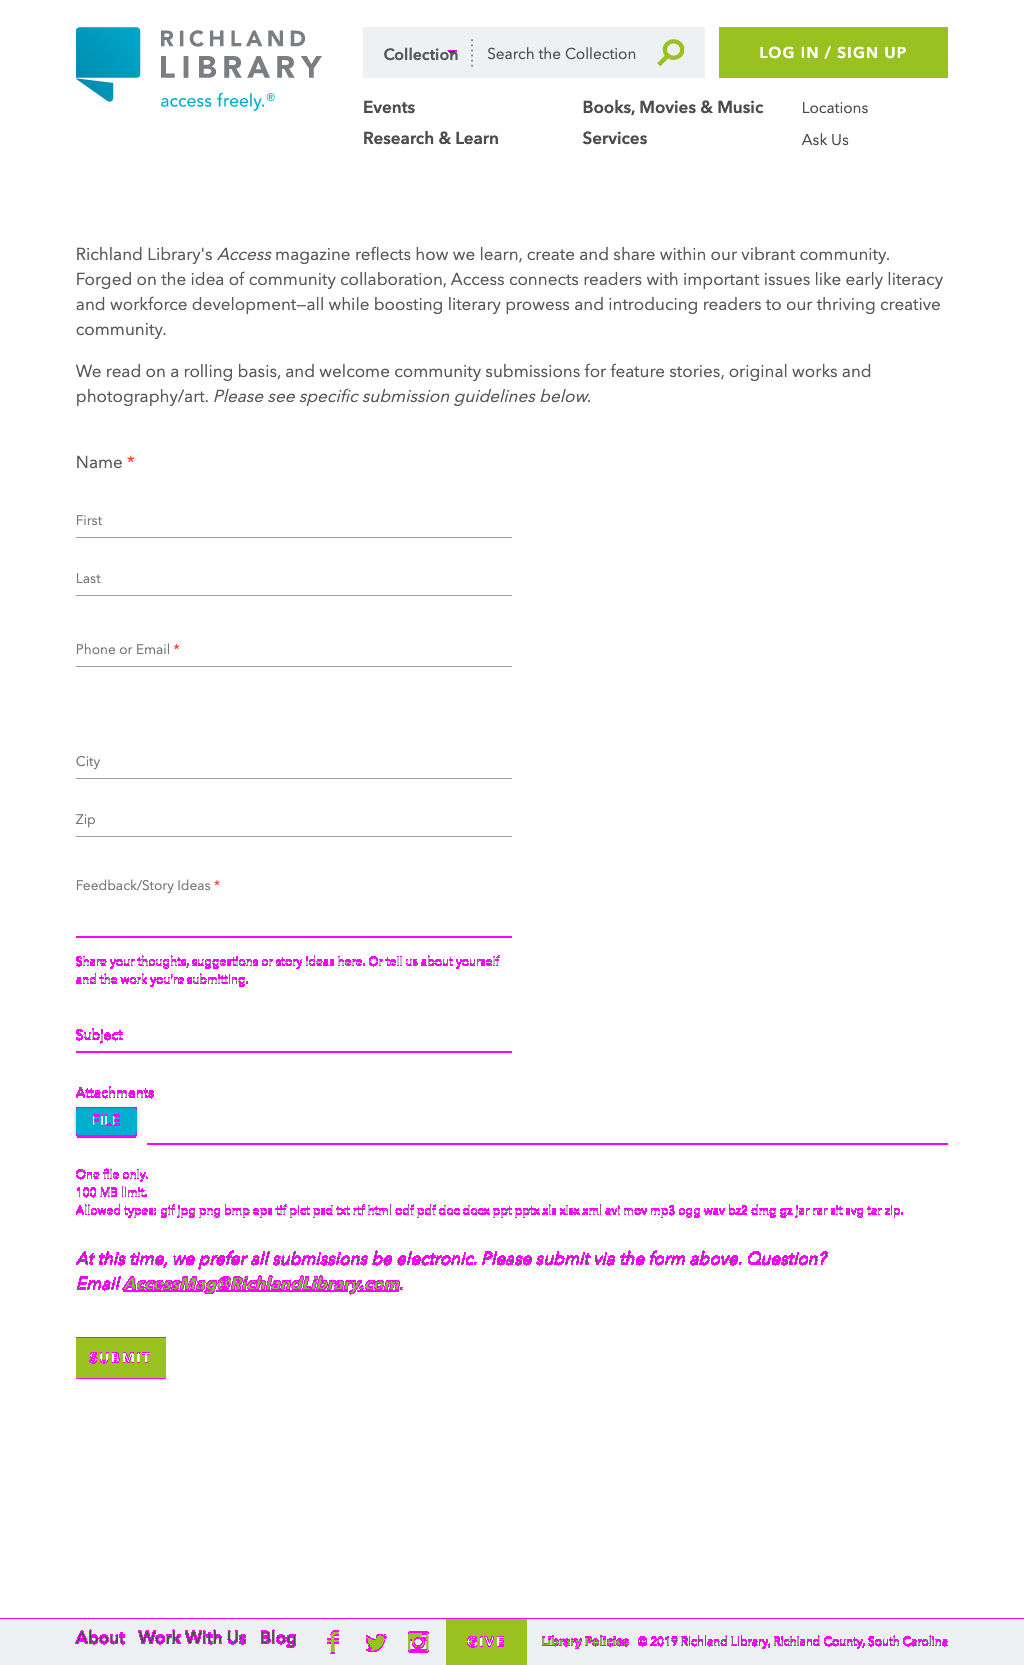 RICHLAND
LIBRARY
access freely.®
Collection
Search the Collection
LOG IN / SIGN UP
Events
Books, Movies & Music
Locations
Research & Learn
Services
Ask Us
Richland Library's Access magazine reflects how we learn, create and share within our vibrant community.
Forged on the idea of community collaboration, Access connects readers with important issues like early literacy
and workforce development—all while boosting literary prowess and introducing readers to our thriving creative
community.
We read on a rolling basis, and welcome community submissions for feature stories, original works and
photography/art. Please see specific submission guidelines below.
Name *
First
Last
Phone or Email *
City
Zip
Feedback/Story Ideas *
Share your thoughts, suggestions or story ideas here. Or tell us about yourself
and the work you're submitting.
Subject
Attachments
FILE
One file only.
100 MB limit.
Allowed types: gif jpg png bmp eps tif pict psd txt rtf html odf pdf doc docx ppt pptx xls xlsx xml avi mov mp3 ogg wav bz2 dmg gz jar rar sit svg tar zip.
At this time, we prefer all submissions be electronic. Please submit via the form above. Question?
Email AccessMag@RichlandLibrary.com.
SUBMIT
About Work With Us Blog
GIVE
Library Policies © 2019 Richland Library, Richland County, South Carolina